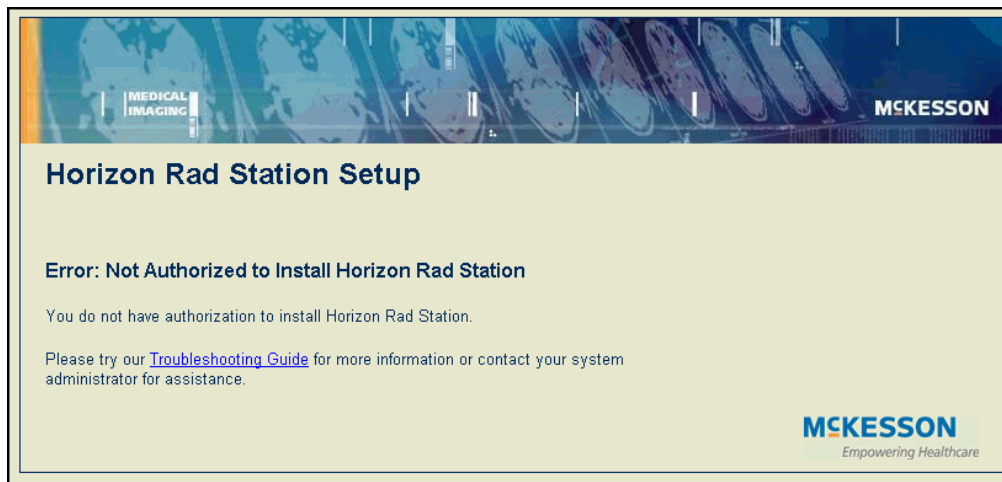 MEDICAL
IMAGING
MCKESSON
Horizon Rad Station Setup
Error: Not Authorized to Install Horizon Rad Station
You do not have authorization to install Horizon Rad Station.
Please try our Troubleshooting Guide for more information or contact your system
administrator for assistance.
MCKESSON
Empowering Healthcare